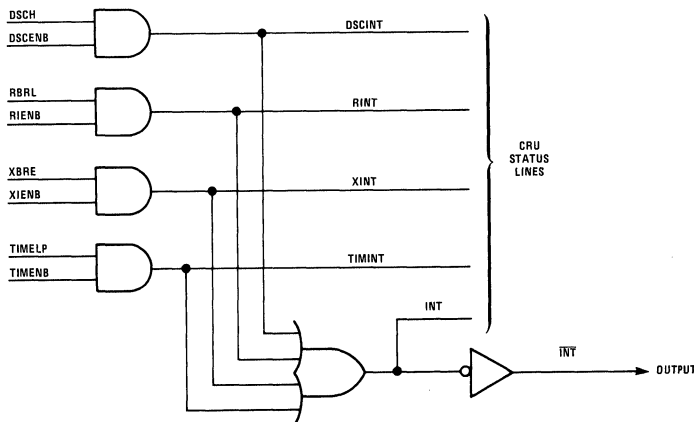 DSCH
DSCENB
DSCINT
RBRL
RIENB
RINT
XBRE
XIENB
XINT
TIMELP
TIMENB
TIMINT
CRU
STATUS
LINES
INT
INT
OUTPUT